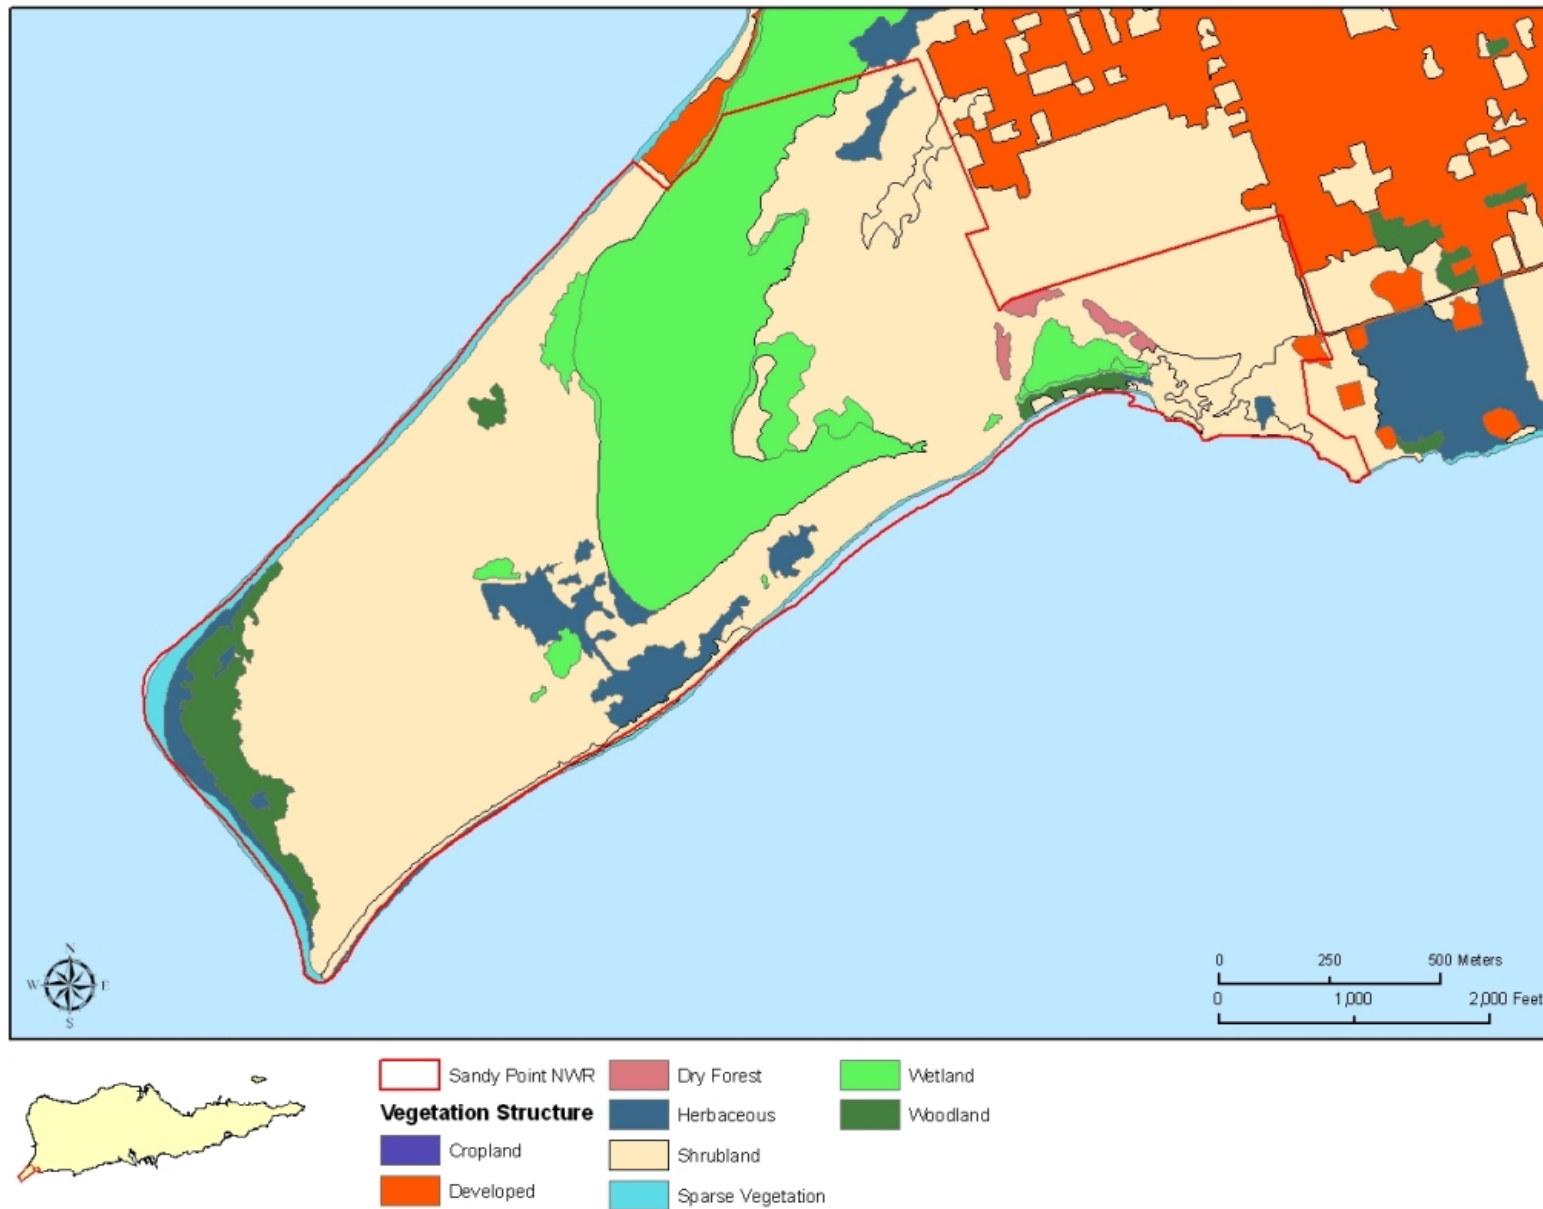 N
W E
S
0 250 500 Meters
0 1,000 2,000 Feet
Sandy Point NWR
Vegetation Structure
Cropland
Developed
Dry Forest
Herbaceous
Shrubland
Sparse Vegetation
Wetland
Woodland